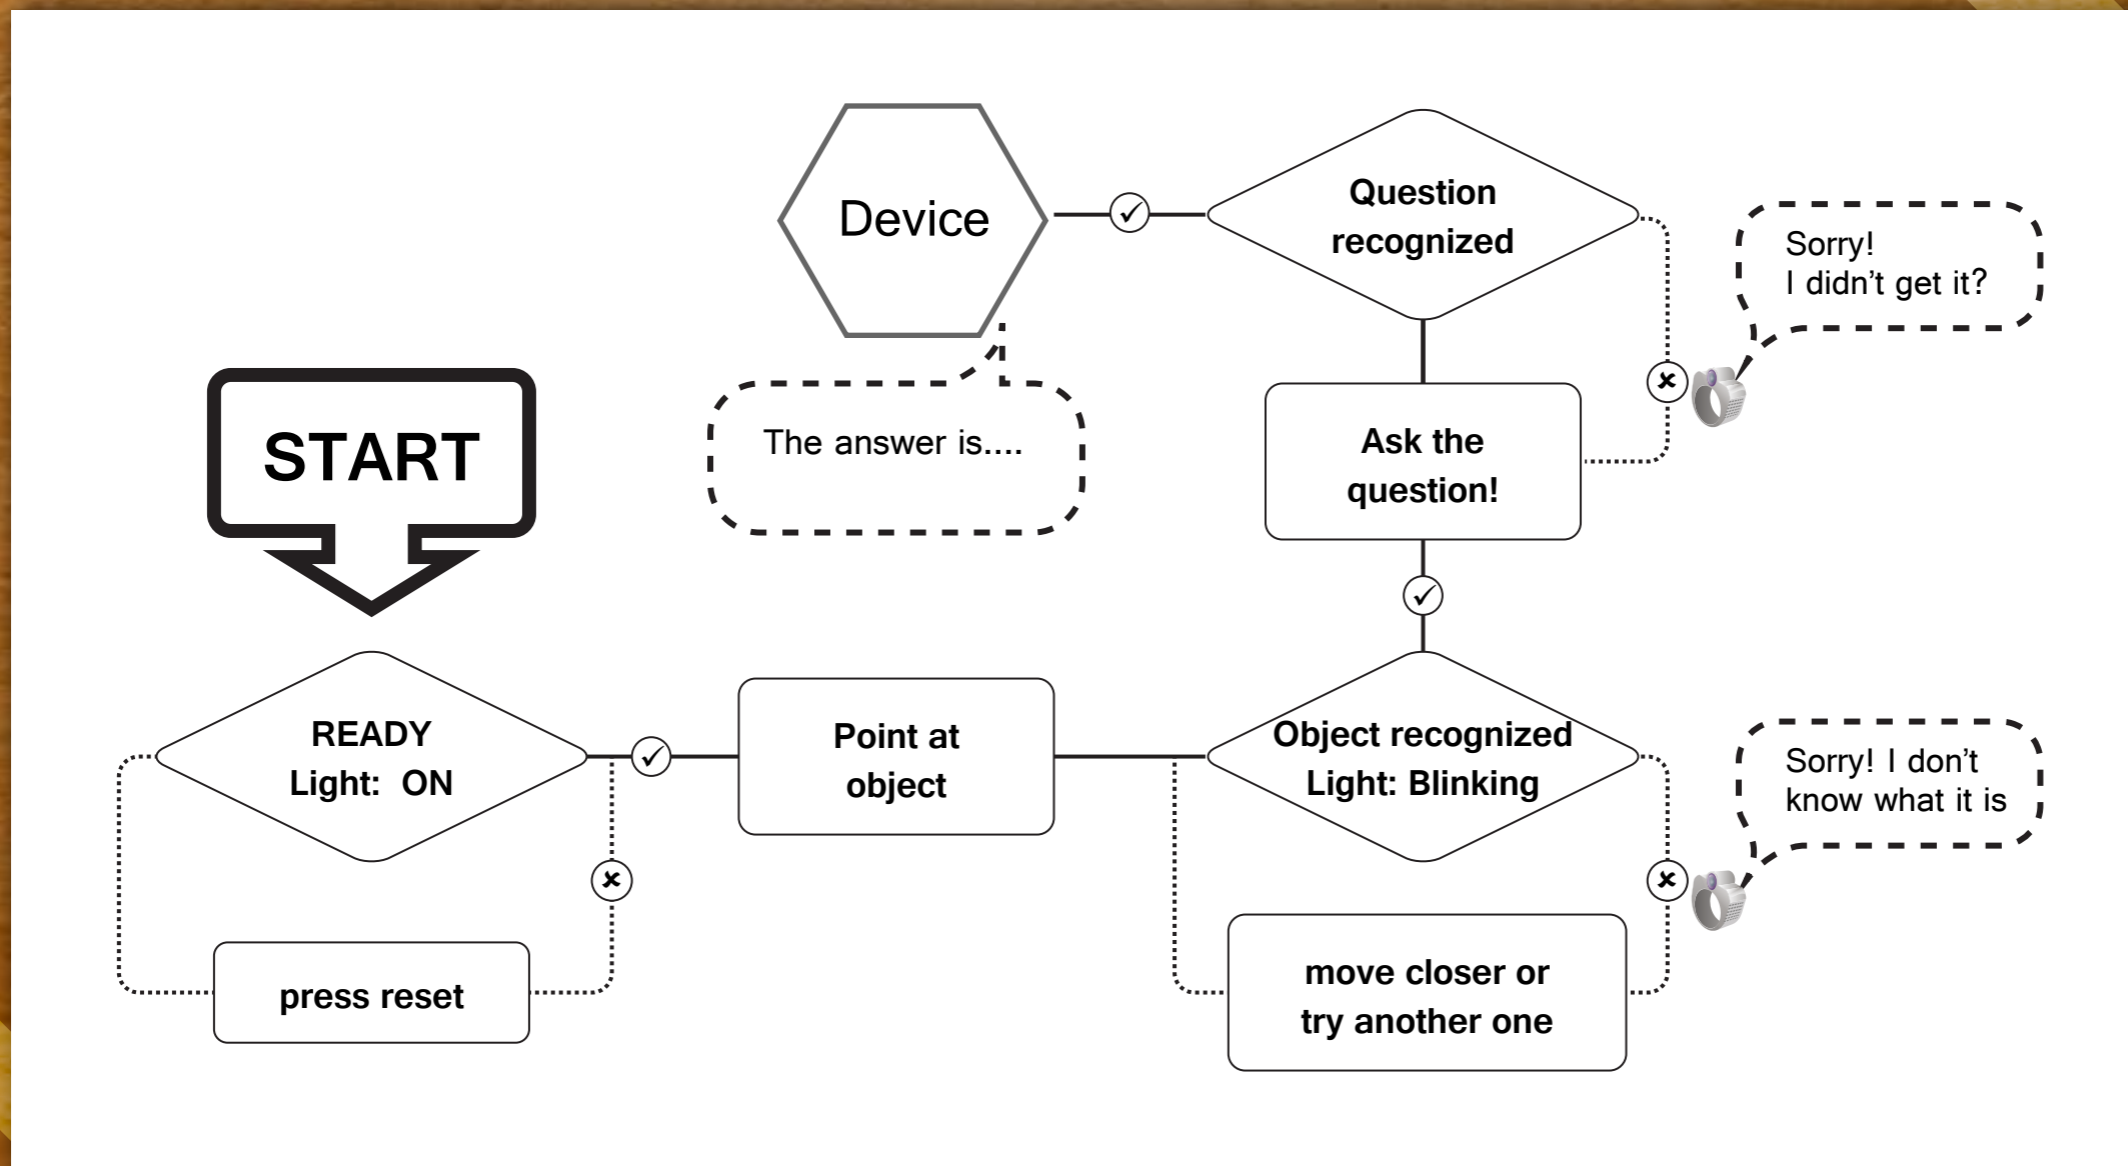 Device
Question
recognized
Sorry!
I didn't get it?
The answer is....
START
Ask the
question!
READY
Light: ON
Point at
object
Object recognized
Light: Blinking
Sorry! I don't
know what it is
press reset
move closer or
try another one